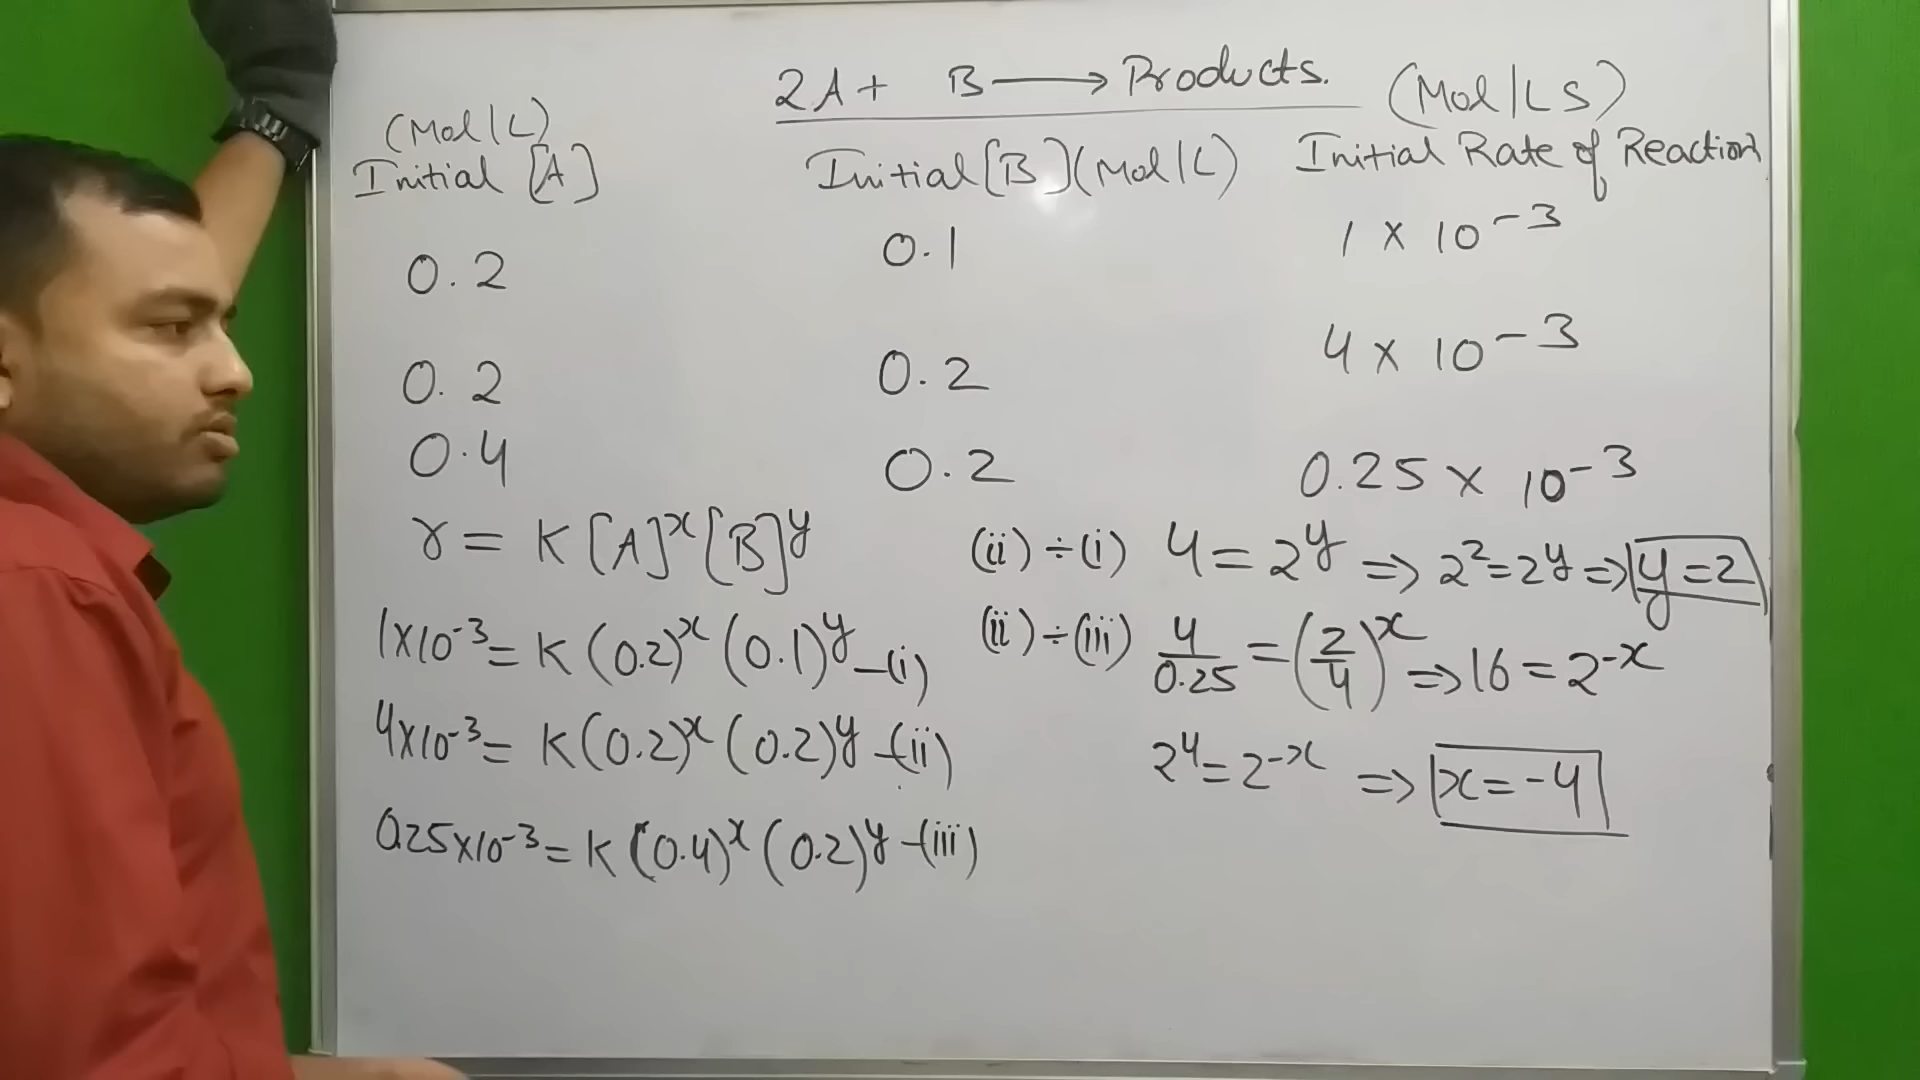 2A + B ⟶ Products.
(Mol/L) (Mol/LS)
Initial [A] Initial [B] (Mol/L) Initial Rate of Reaction
0.2 0.1 1 × 10⁻³
0.2 0.2 4 × 10⁻³
0.4 0.2 0.25 × 10⁻³
r = K [A]ˣ [B]ʸ
1×10⁻³ = K (0.2)ˣ (0.1)ʸ –(i)
4×10⁻³ = K (0.2)ˣ (0.2)ʸ –(ii)
0.25×10⁻³ = K (0.4)ˣ (0.2)ʸ –(iii)
(ii) ÷ (i) 4 = 2ʸ ⇒ 2² = 2ʸ ⇒ y = 2
(ii) ÷ (iii) 4/0.25 = (2/4)ˣ ⇒ 16 = 2⁻ˣ
2⁴ = 2⁻ˣ ⇒ x = -4